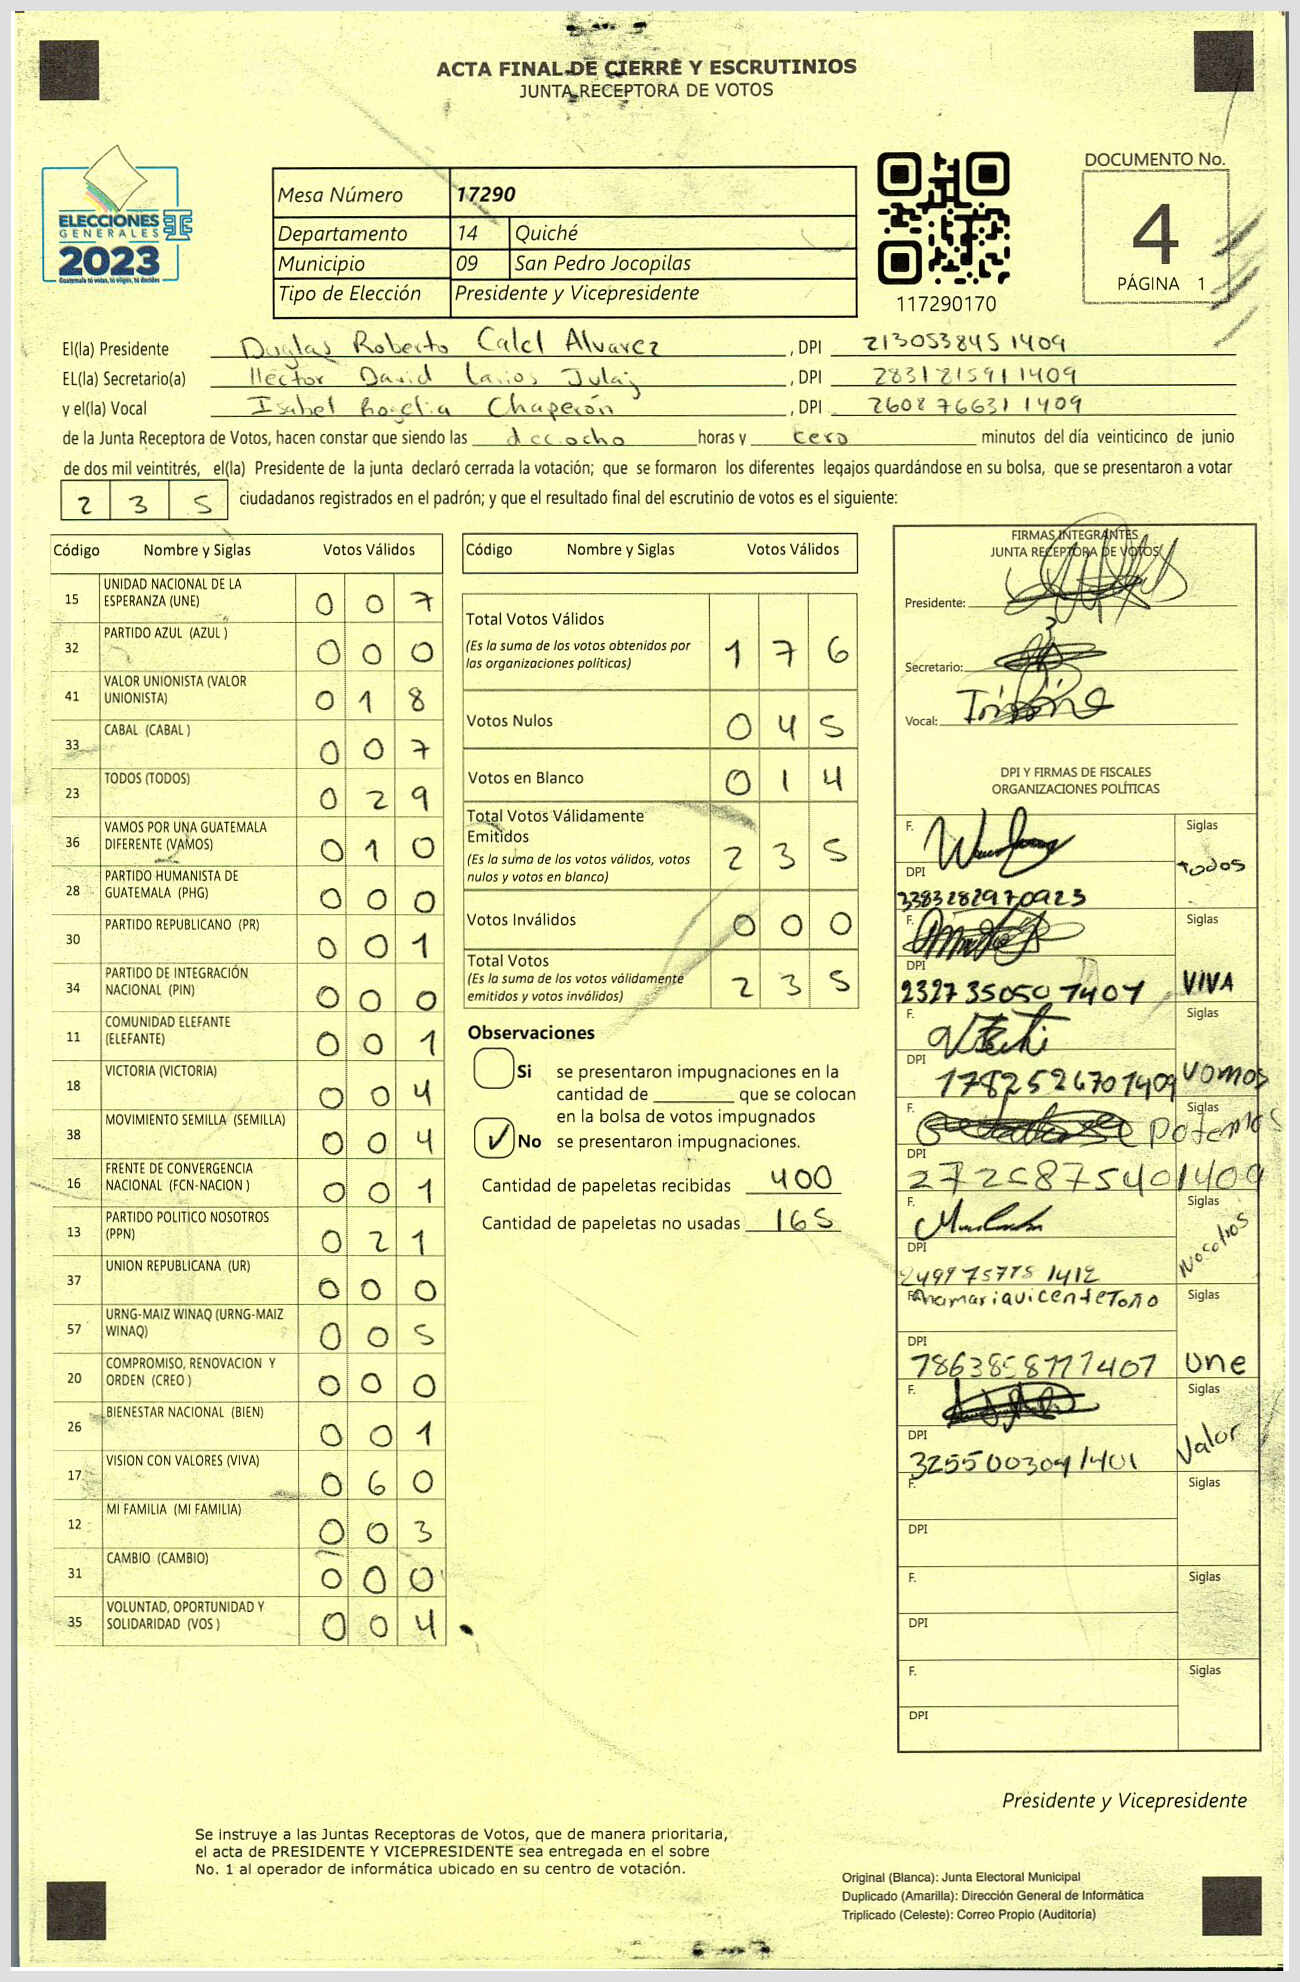 ACTA FINAL DE CIERRE Y ESCRUTINIOS
JUNTA RECEPTORA DE VOTOS
ELECCIONES
GENERALES
2023
Guatemala tú votas, tú eliges, tú decides
Mesa Número 17290
Departamento 14 Quiché
Municipio 09 San Pedro Jocopilas
Tipo de Elección Presidente y Vicepresidente
117290170
DOCUMENTO No.
4
PÁGINA 1
El(la) Presidente Duglas Roberto Calel Alvarez , DPI 213053845 1409
EL(la) Secretario(a) Hector David Larios Julaj , DPI 283121591 1409
y el(la) Vocal Isabel Rogelia Chaperón , DPI 260876631 1409
de la Junta Receptora de Votos, hacen constar que siendo las dieciocho horas y cero minutos del día veinticinco de junio
de dos mil veintitrés, el(la) Presidente de la junta declaró cerrada la votación; que se formaron los diferentes legajos guardándose en su bolsa, que se presentaron a votar
2 3 5 ciudadanos registrados en el padrón; y que el resultado final del escrutinio de votos es el siguiente:
Código Nombre y Siglas Votos Válidos
15 UNIDAD NACIONAL DE LA ESPERANZA (UNE) 0 0 7
32 PARTIDO AZUL (AZUL ) 0 0 0
41 VALOR UNIONISTA (VALOR UNIONISTA) 0 1 8
33 CABAL (CABAL ) 0 0 7
23 TODOS (TODOS) 0 2 9
36 VAMOS POR UNA GUATEMALA DIFERENTE (VAMOS) 0 1 0
28 PARTIDO HUMANISTA DE GUATEMALA (PHG) 0 0 0
30 PARTIDO REPUBLICANO (PR) 0 0 1
34 PARTIDO DE INTEGRACIÓN NACIONAL (PIN) 0 0 0
11 COMUNIDAD ELEFANTE (ELEFANTE) 0 0 1
18 VICTORIA (VICTORIA) 0 0 4
38 MOVIMIENTO SEMILLA (SEMILLA) 0 0 4
16 FRENTE DE CONVERGENCIA NACIONAL (FCN-NACION ) 0 0 1
13 PARTIDO POLITICO NOSOTROS (PPN) 0 2 1
37 UNION REPUBLICANA (UR) 0 0 0
57 URNG-MAIZ WINAQ (URNG-MAIZ WINAQ) 0 0 5
20 COMPROMISO, RENOVACION Y ORDEN (CREO ) 0 0 0
26 BIENESTAR NACIONAL (BIEN) 0 0 1
17 VISION CON VALORES (VIVA) 0 6 0
12 MI FAMILIA (MI FAMILIA) 0 0 3
31 CAMBIO (CAMBIO) 0 0 0
35 VOLUNTAD, OPORTUNIDAD Y SOLIDARIDAD (VOS ) 0 0 4
Código Nombre y Siglas Votos Válidos
Total Votos Válidos 1 7 6
(Es la suma de los votos obtenidos por
las organizaciones políticas)
Votos Nulos 0 4 5
Votos en Blanco 0 1 4
Total Votos Válidamente
Emitidos 2 3 5
(Es la suma de los votos válidos, votos
nulos y votos en blanco)
Votos Inválidos 0 0 0
Total Votos 2 3 5
(Es la suma de los votos válidamente
emitidos y votos inválidos)
Observaciones
Si se presentaron impugnaciones en la
cantidad de ________ que se colocan
en la bolsa de votos impugnados
No se presentaron impugnaciones.
Cantidad de papeletas recibidas 400
Cantidad de papeletas no usadas 165
FIRMAS INTEGRANTES
JUNTA RECEPTORA DE VOTOS
Presidente:
Secretario:
Vocal:
DPI Y FIRMAS DE FISCALES
ORGANIZACIONES POLÍTICAS
F. Siglas
DPI Todos
3383282970923
F. Siglas
DPI VIVA
2327350507407
F. Siglas
DPI Vomos
1782526701409
F. Siglas
Potemos
DPI
2726875401409
F. Siglas
DPI Nosotros
1412
F. Siglas
Anamariavicente Toño
DPI Une
F. Siglas
DPI Valor
3255003091401
F. Siglas
DPI
F. Siglas
DPI
F. Siglas
DPI
Presidente y Vicepresidente
Se instruye a las Juntas Receptoras de Votos, que de manera prioritaria,
el acta de PRESIDENTE Y VICEPRESIDENTE sea entregada en el sobre
No. 1 al operador de informática ubicado en su centro de votación.
Original (Blanca): Junta Electoral Municipal
Duplicado (Amarilla): Dirección General de Informática
Triplicado (Celeste): Correo Propio (Auditoría)